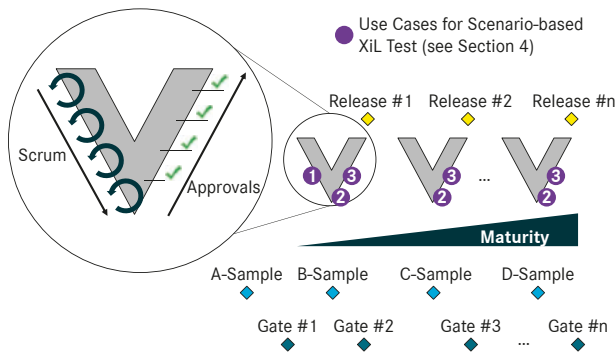 Use Cases for Scenario-based
XiL Test (see Section 4)
Release #1 Release #2 Release #n
Scrum
Approvals
1 3 3 ... 3
2 2 2
Maturity
A-Sample B-Sample C-Sample D-Sample
Gate #1 Gate #2 Gate #3 ... Gate #n